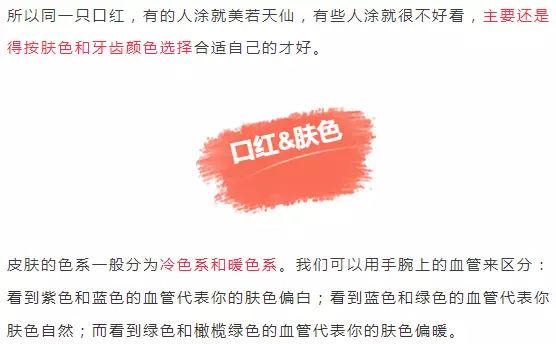 所以同一只口红，有的人涂就美若天仙，有些人涂就很不好看，主要还是
得按肤色和牙齿颜色选择合适自己的才好。
口红&肤色
皮肤的色系一般分为冷色系和暖色系。我们可以用手腕上的血管来区分：
看到紫色和蓝色的血管代表你的肤色偏白；看到蓝色和绿色的血管代表你
肤色自然；而看到绿色和橄榄绿色的血管代表你的肤色偏暖。